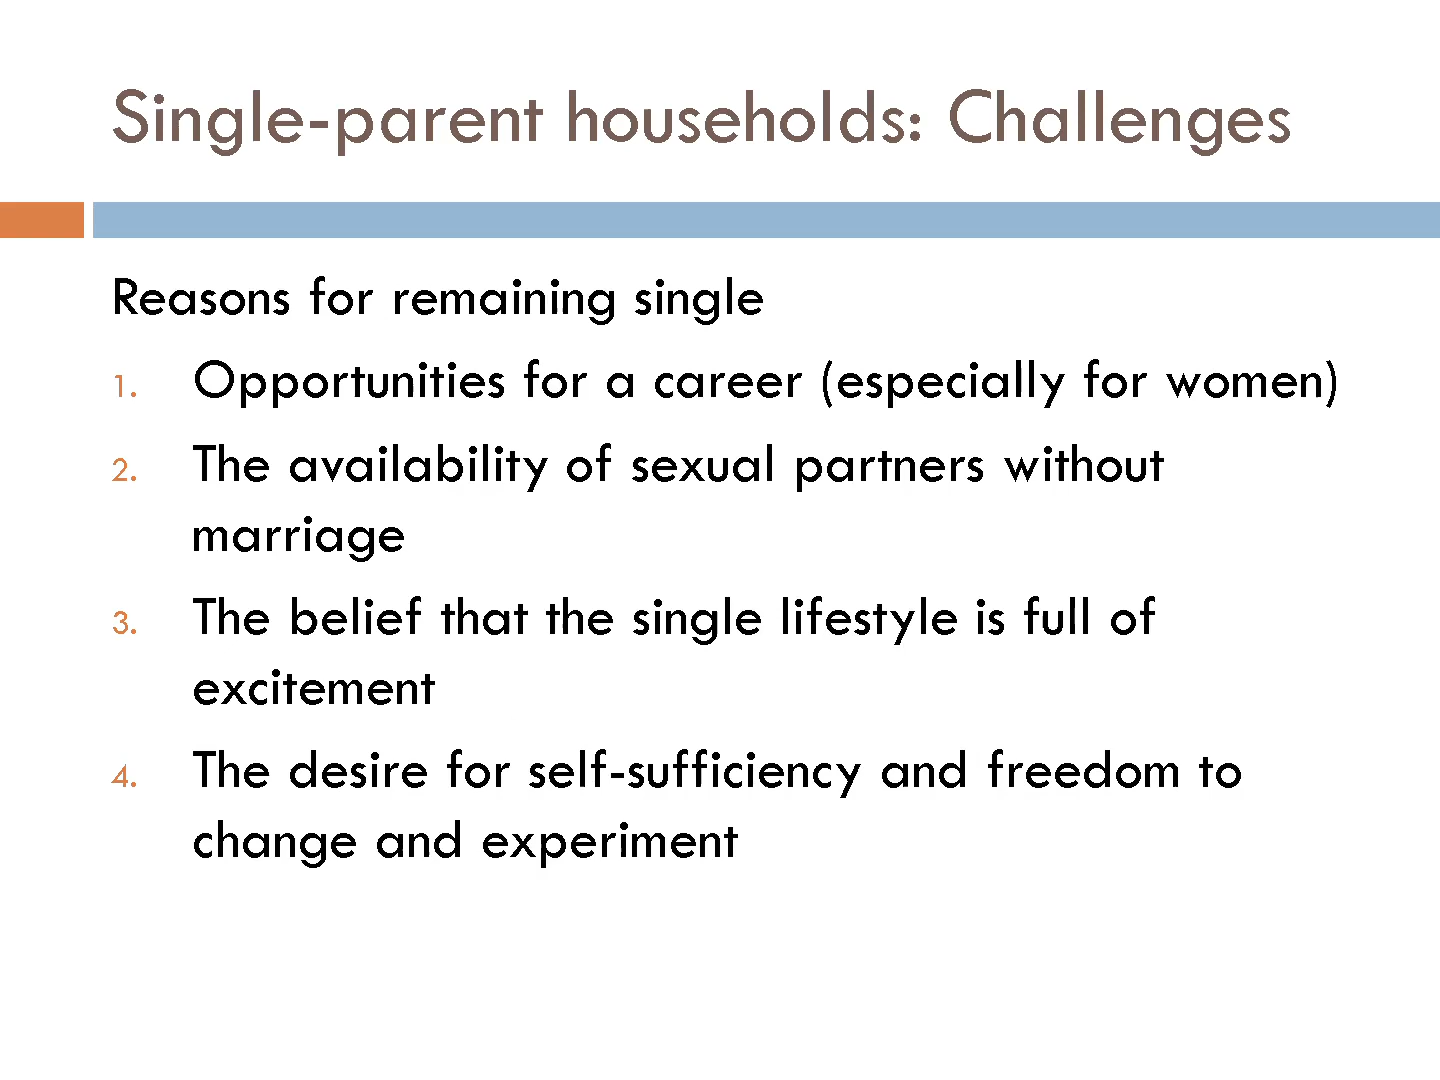 Single-parent households: Challenges
Reasons for remaining single
1. Opportunities for a career (especially for women)
2. The availability of sexual partners without
marriage
3. The belief that the single lifestyle is full of
excitement
4. The desire for self-sufficiency and freedom to
change and experiment